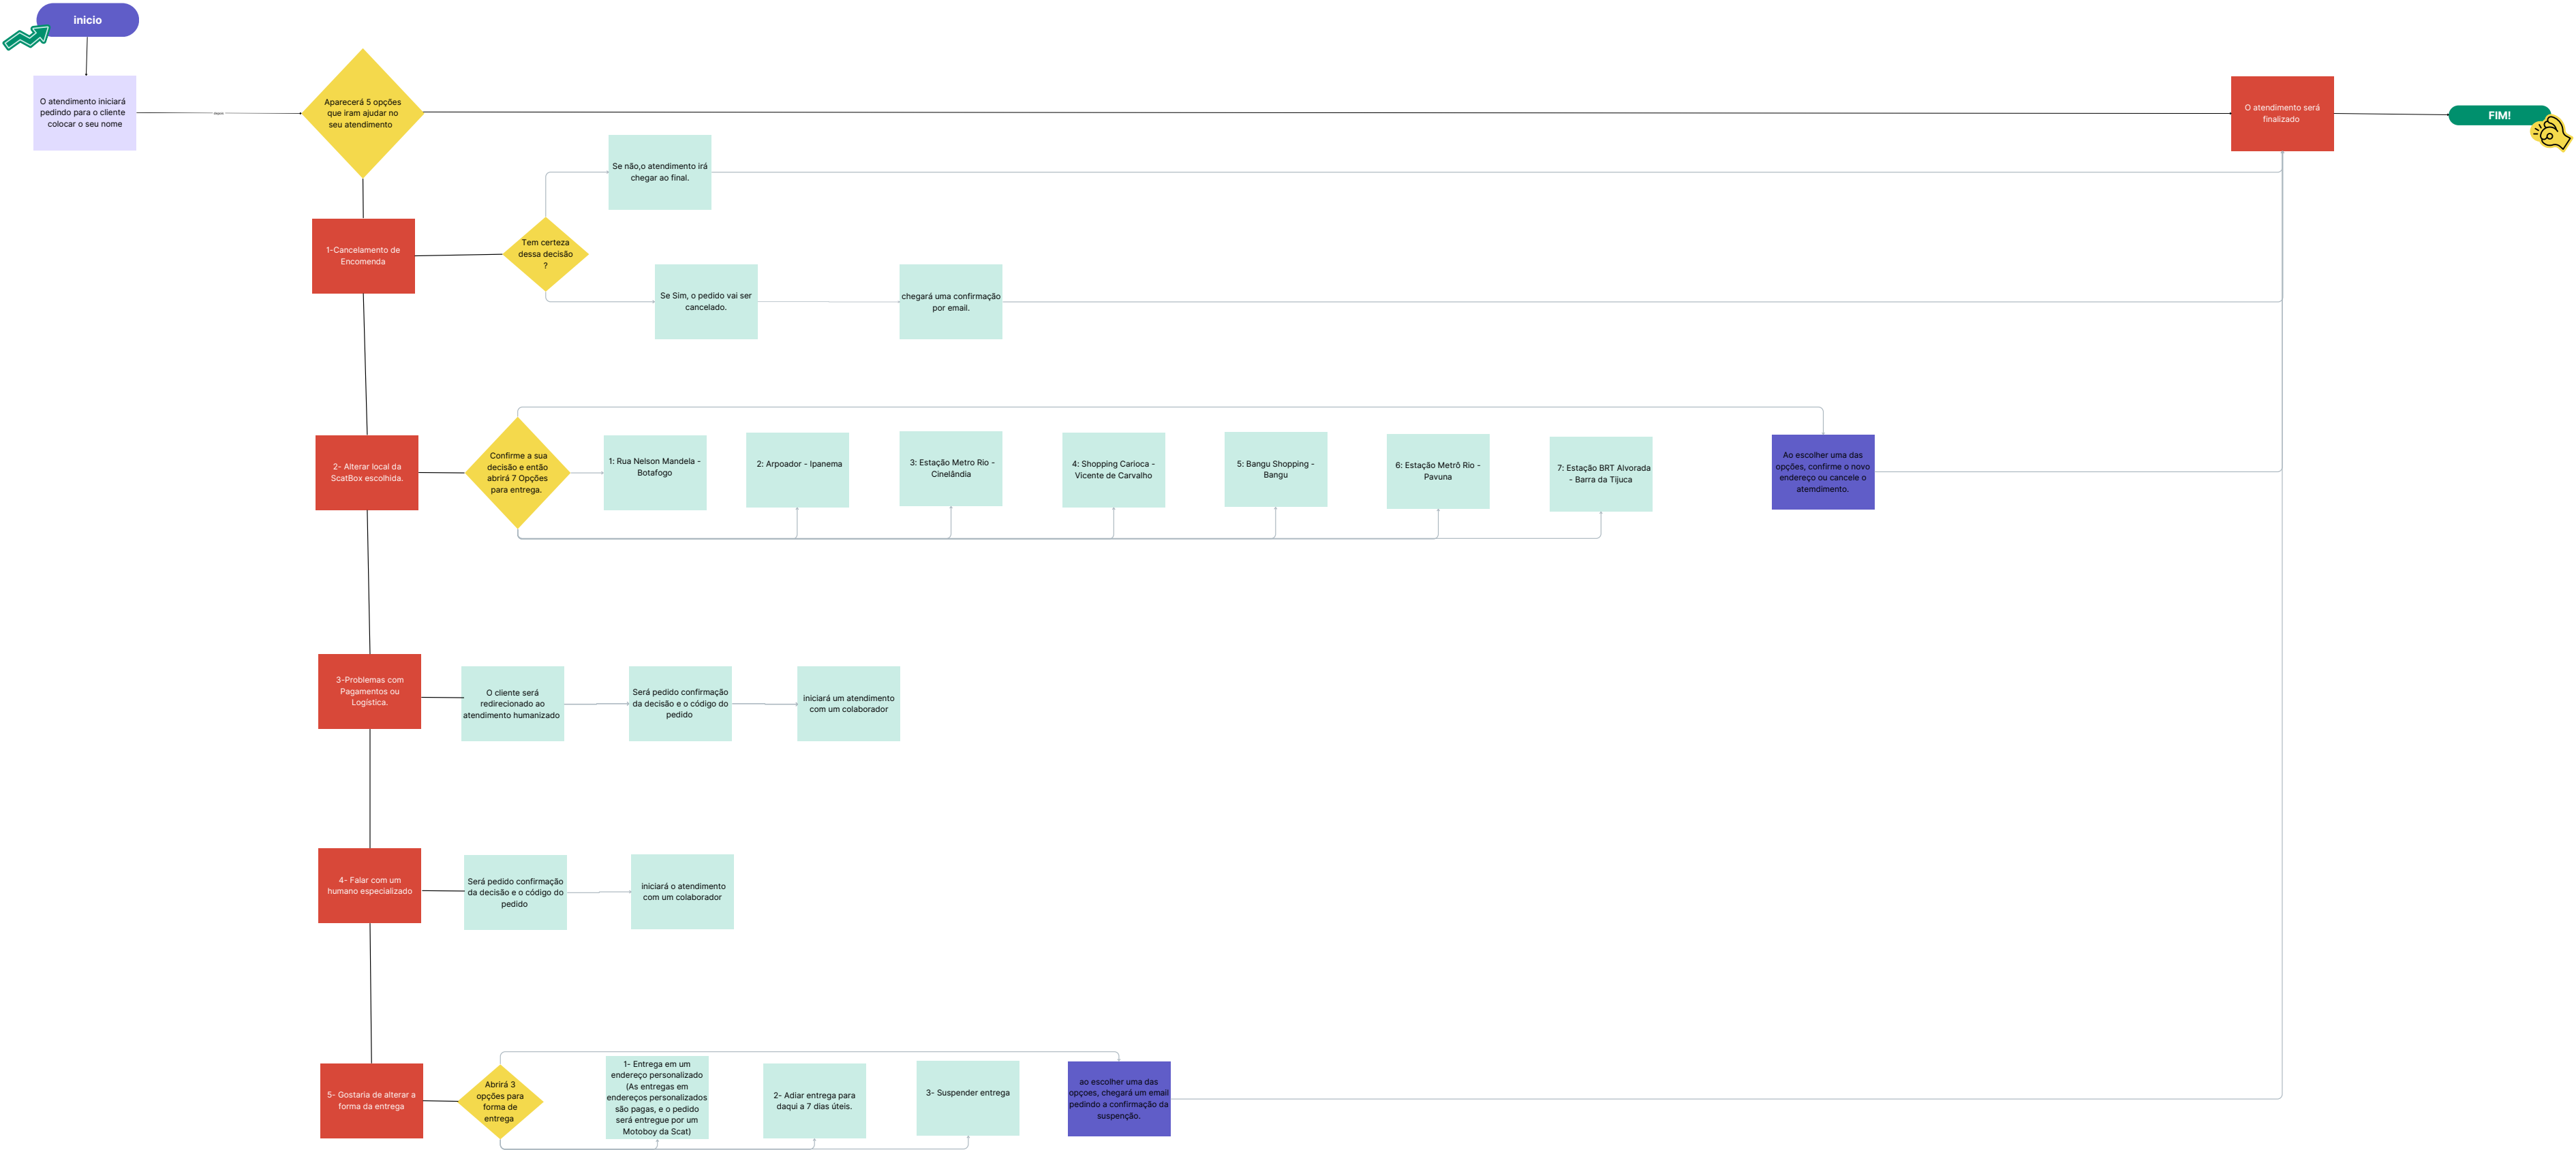 inicio
O atendimento iniciará
pedindo para o cliente
colocar o seu nome
Aparecerá 5 opções
que iram ajudar no
seu atendimento
O atendimento será
finalizado
FIM!
Se não,o atendimento irá
chegar ao final.
1-Cancelamento de
Encomenda
Tem certeza
dessa decisão
?
Se Sim, o pedido vai ser
cancelado.
chegará uma confirmação
por email.
2- Alterar local da
ScatBox escolhida.
Confirme a sua
decisão e então
abrirá 7 Opções
para entrega.
1: Rua Nelson Mandela -
Botafogo
2: Arpoador - Ipanema
3: Estação Metro Rio -
Cinelândia
4: Shopping Carioca -
Vicente de Carvalho
5: Bangu Shopping -
Bangu
6: Estação Metrô Rio -
Pavuna
7: Estação BRT Alvorada
- Barra da Tijuca
Ao escolher uma das
opções, confirme o novo
endereço ou cancele o
atemdimento.
3-Problemas com
Pagamentos ou
Logística.
O cliente será
redirecionado ao
atendimento humanizado
Será pedido confirmação
da decisão e o código do
pedido
iniciará um atendimento
com um colaborador
4- Falar com um
humano especializado
Será pedido confirmação
da decisão e o código do
pedido
iniciará o atendimento
com um colaborador
5- Gostaria de alterar a
forma da entrega
Abrirá 3
opções para
forma de
entrega
1- Entrega em um
endereço personalizado
(As entregas em
endereços personalizados
são pagas, e o pedido
será entregue por um
Motoboy da Scat)
2- Adiar entrega para
daqui a 7 dias úteis.
3- Suspender entrega
ao escolher uma das
opçoes, chegará um email
pedindo a confirmação da
suspenção.